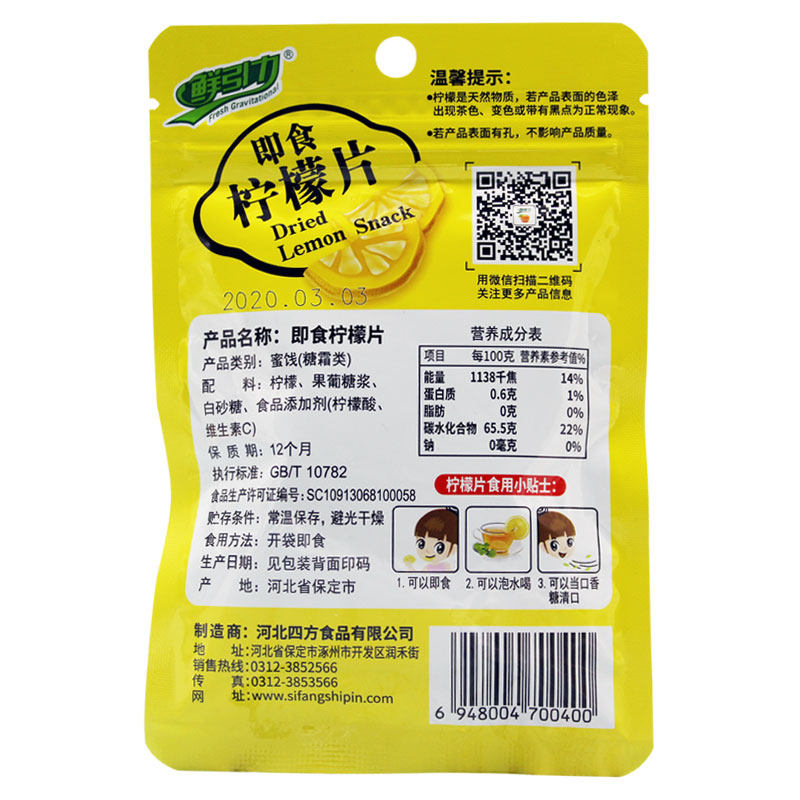 鲜引力®
Fresh Gravitational
即食
柠檬片
Dried
Lemon Snack
2020.03.03
温馨提示：
•柠檬是天然物质，若产品表面的色泽
出现茶色、变色或带有黑点为正常现象。
•若产品表面有孔，不影响产品质量。
用微信扫描二维码
关注更多产品信息
产品名称：即食柠檬片
产品类别：蜜饯(糖霜类)
配 料：柠檬、果葡糖浆、
白砂糖、食品添加剂(柠檬酸、
维生素C)
保 质 期：12个月
执行标准：GB/T 10782
食品生产许可证编号：SC10913068100058
贮存条件：常温保存，避光干燥
食用方法：开袋即食
生产日期：见包装背面印码
产 地：河北省保定市
营养成分表
项目 每100克 营养素参考值%
能量 1138千焦 14%
蛋白质 0.6克 1%
脂肪 0克 0%
碳水化合物 65.5克 22%
钠 0毫克 0%
柠檬片食用小贴士：
1. 可以即食
2. 可以泡水喝
3. 可以当口香
糖清口
制造商：河北四方食品有限公司
地 址：河北省保定市涿州市开发区润禾街
销售热线：0312-3852566
传 真：0312-3853566
网 址：www.sifangshipin.com
6 948004 700400